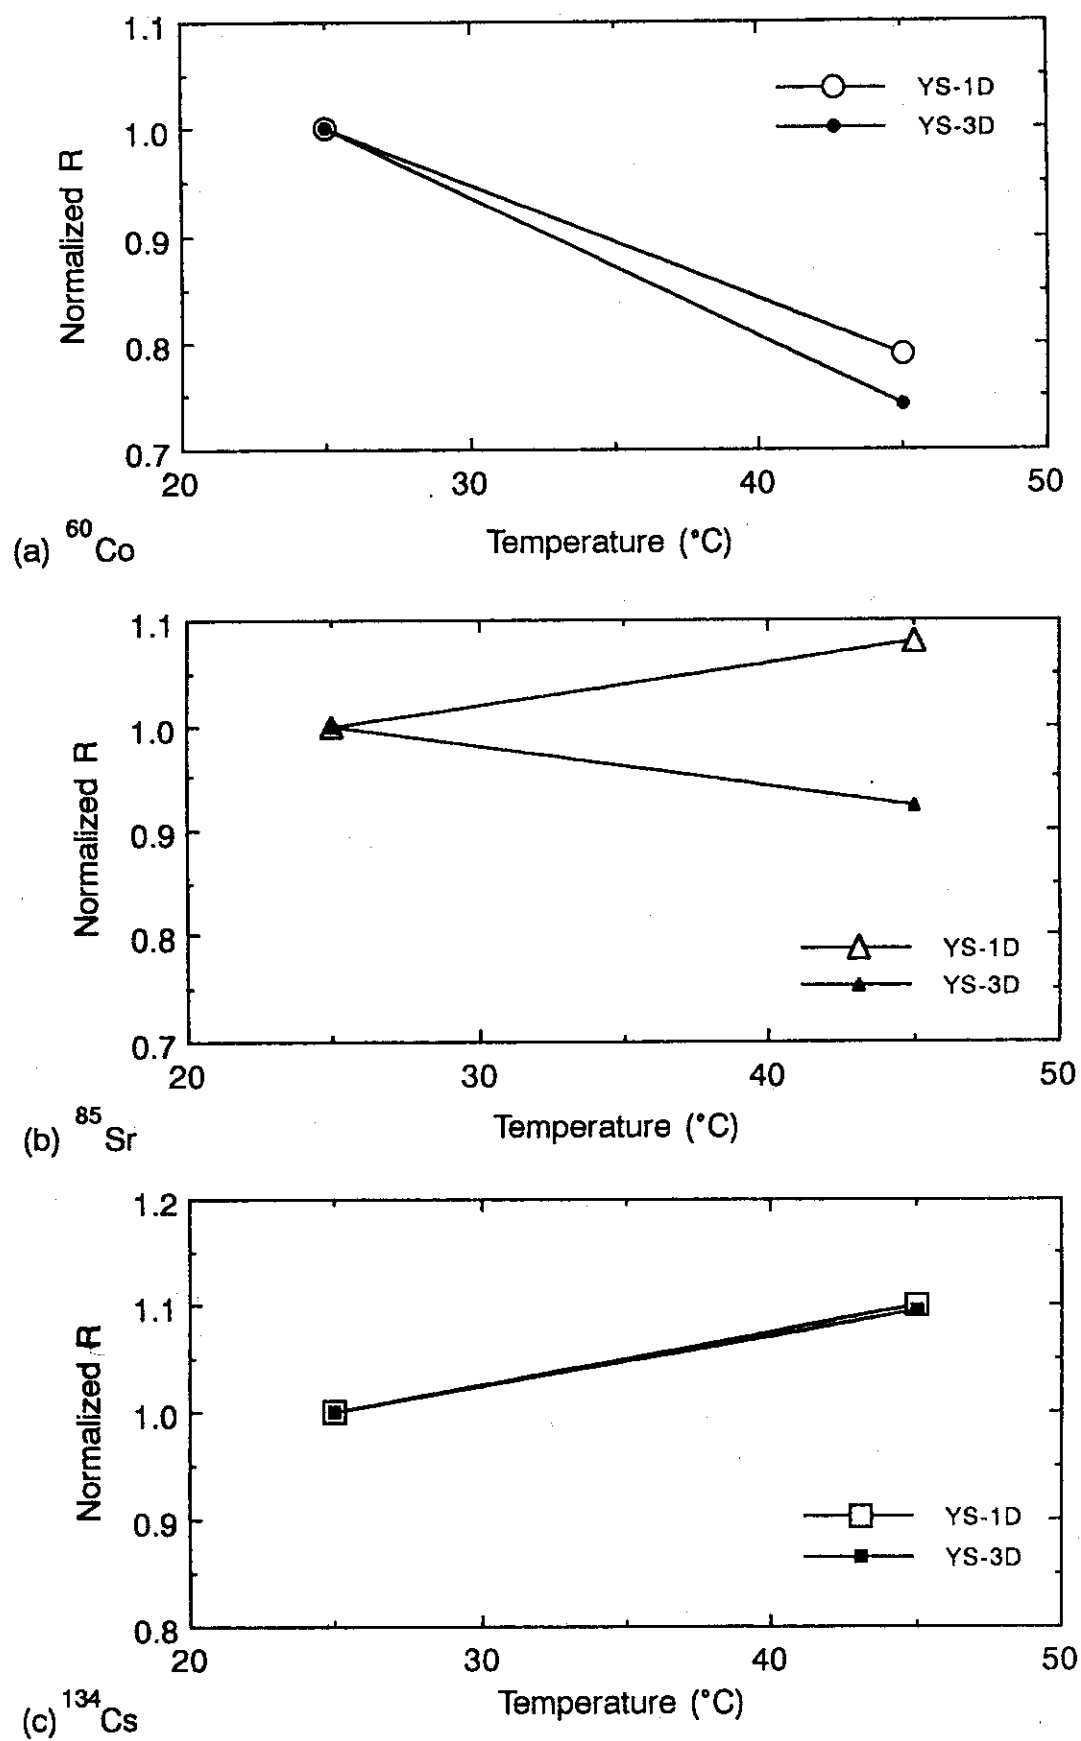 1.1
YS-1D
1.0
YS-3D
Normalized R
0.9
0.8
0.7
20 30 40 50
Temperature (°C)
(a) ⁶⁰Co
1.1
1.0
Normalized R
0.9
0.8
YS-1D
YS-3D
0.7
20 30 40 50
Temperature (°C)
(b) ⁸⁵Sr
1.2
1.1
Normalized R
1.0
0.9
YS-1D
YS-3D
0.8
20 30 40 50
Temperature (°C)
(c) ¹³⁴Cs